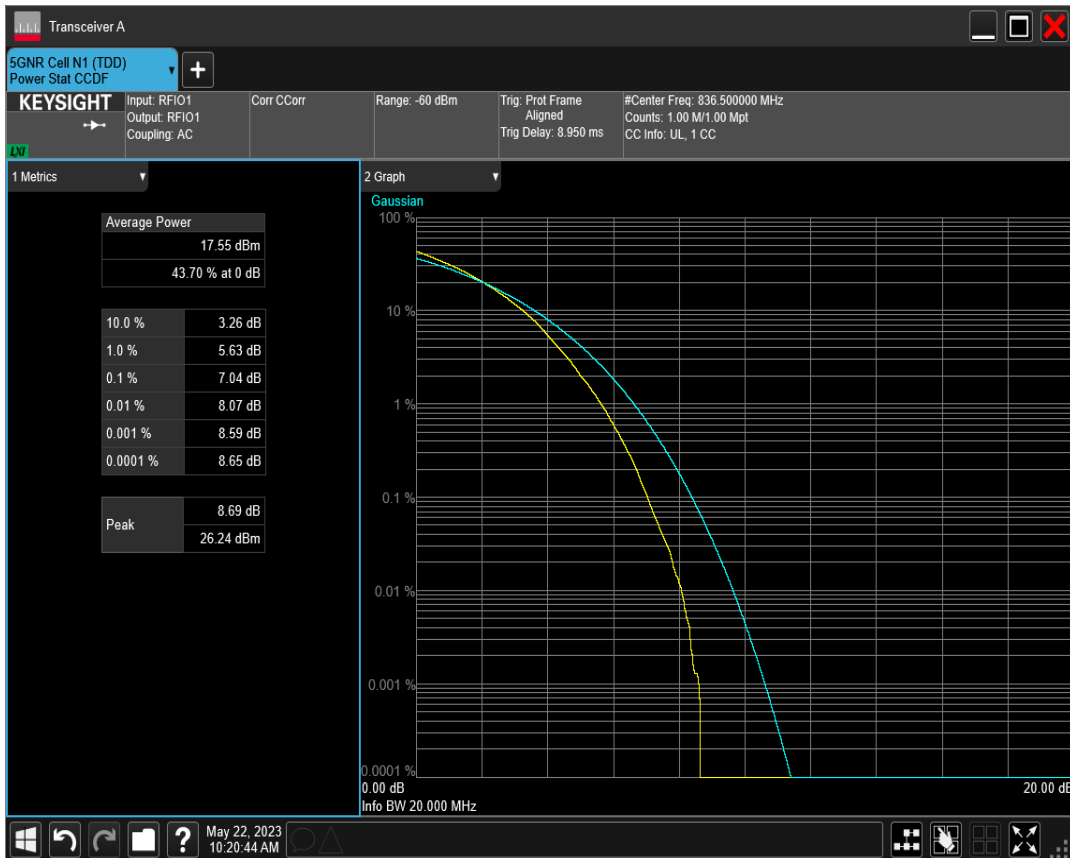 Transceiver A
5GNR Cell N1 (TDD)
Power Stat CCDF
KEYSIGHT
LXI
Input: RFIO1
Output: RFIO1
Coupling: AC
Corr CCorr
Range: -60 dBm
Trig: Prot Frame
Aligned
Trig Delay: 8.950 ms
#Center Freq: 836.500000 MHz
Counts: 1.00 M/1.00 Mpt
CC Info: UL, 1 CC
1 Metrics
Average Power
17.55 dBm
43.70 % at 0 dB
10.0 % 3.26 dB
1.0 % 5.63 dB
0.1 % 7.04 dB
0.01 % 8.07 dB
0.001 % 8.59 dB
0.0001 % 8.65 dB
Peak 8.69 dB
26.24 dBm
2 Graph
Gaussian
100 %
10 %
1 %
0.1 %
0.01 %
0.001 %
0.0001 %
0.00 dB 20.00 dB
Info BW 20.000 MHz
? May 22, 2023
10:20:44 AM